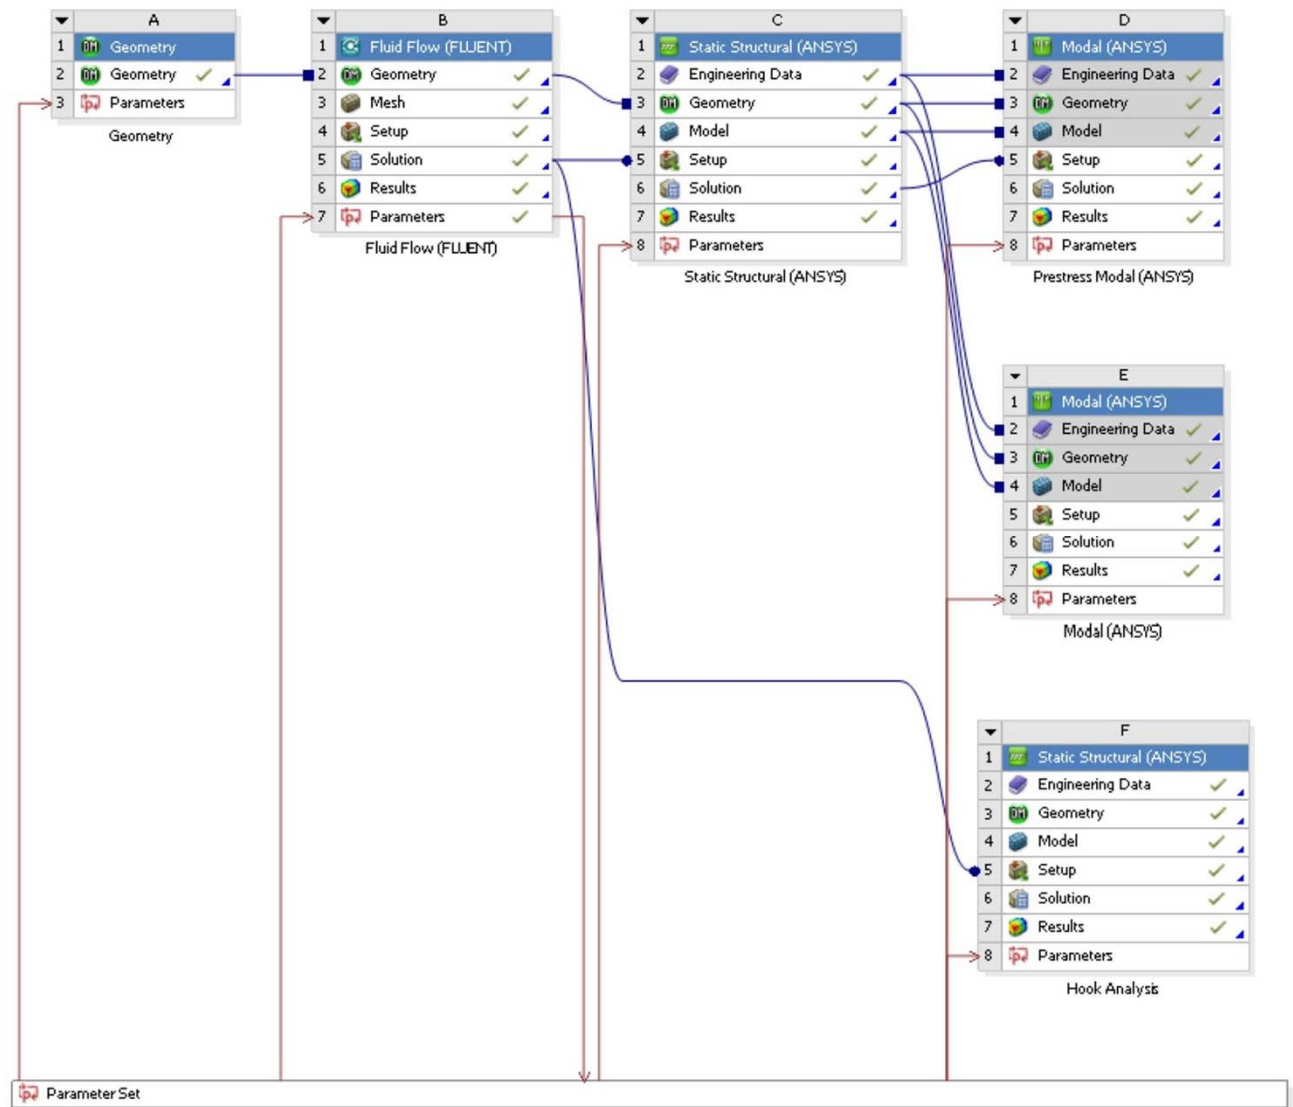 A
1 Geometry
2 Geometry
3 Parameters
Geometry
B
1 Fluid Flow (FLUENT)
2 Geometry
3 Mesh
4 Setup
5 Solution
6 Results
7 Parameters
Fluid Flow (FLUENT)
C
1 Static Structural (ANSYS)
2 Engineering Data
3 Geometry
4 Model
5 Setup
6 Solution
7 Results
8 Parameters
Static Structural (ANSYS)
D
1 Modal (ANSYS)
2 Engineering Data
3 Geometry
4 Model
5 Setup
6 Solution
7 Results
8 Parameters
Prestress Modal (ANSYS)
E
1 Modal (ANSYS)
2 Engineering Data
3 Geometry
4 Model
5 Setup
6 Solution
7 Results
8 Parameters
Modal (ANSYS)
F
1 Static Structural (ANSYS)
2 Engineering Data
3 Geometry
4 Model
5 Setup
6 Solution
7 Results
8 Parameters
Hook Analysis
Parameter Set